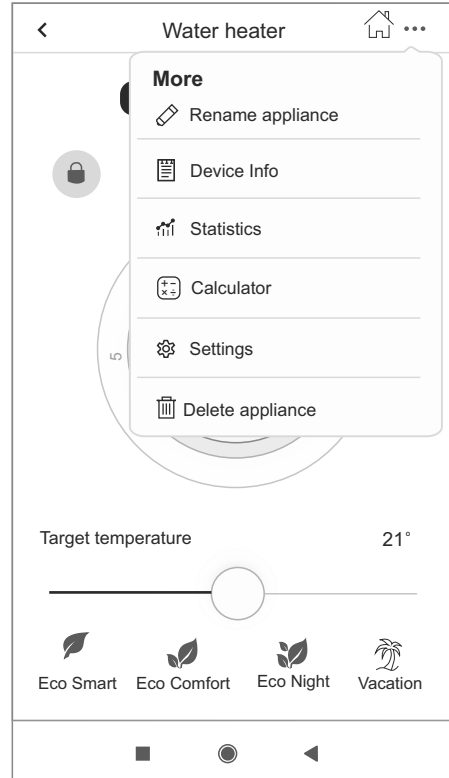 Water heater
More
Rename appliance
Device Info
Statistics
Calculator
Settings
Delete appliance
5
Target temperature 21°
Eco Smart Eco Comfort Eco Night Vacation